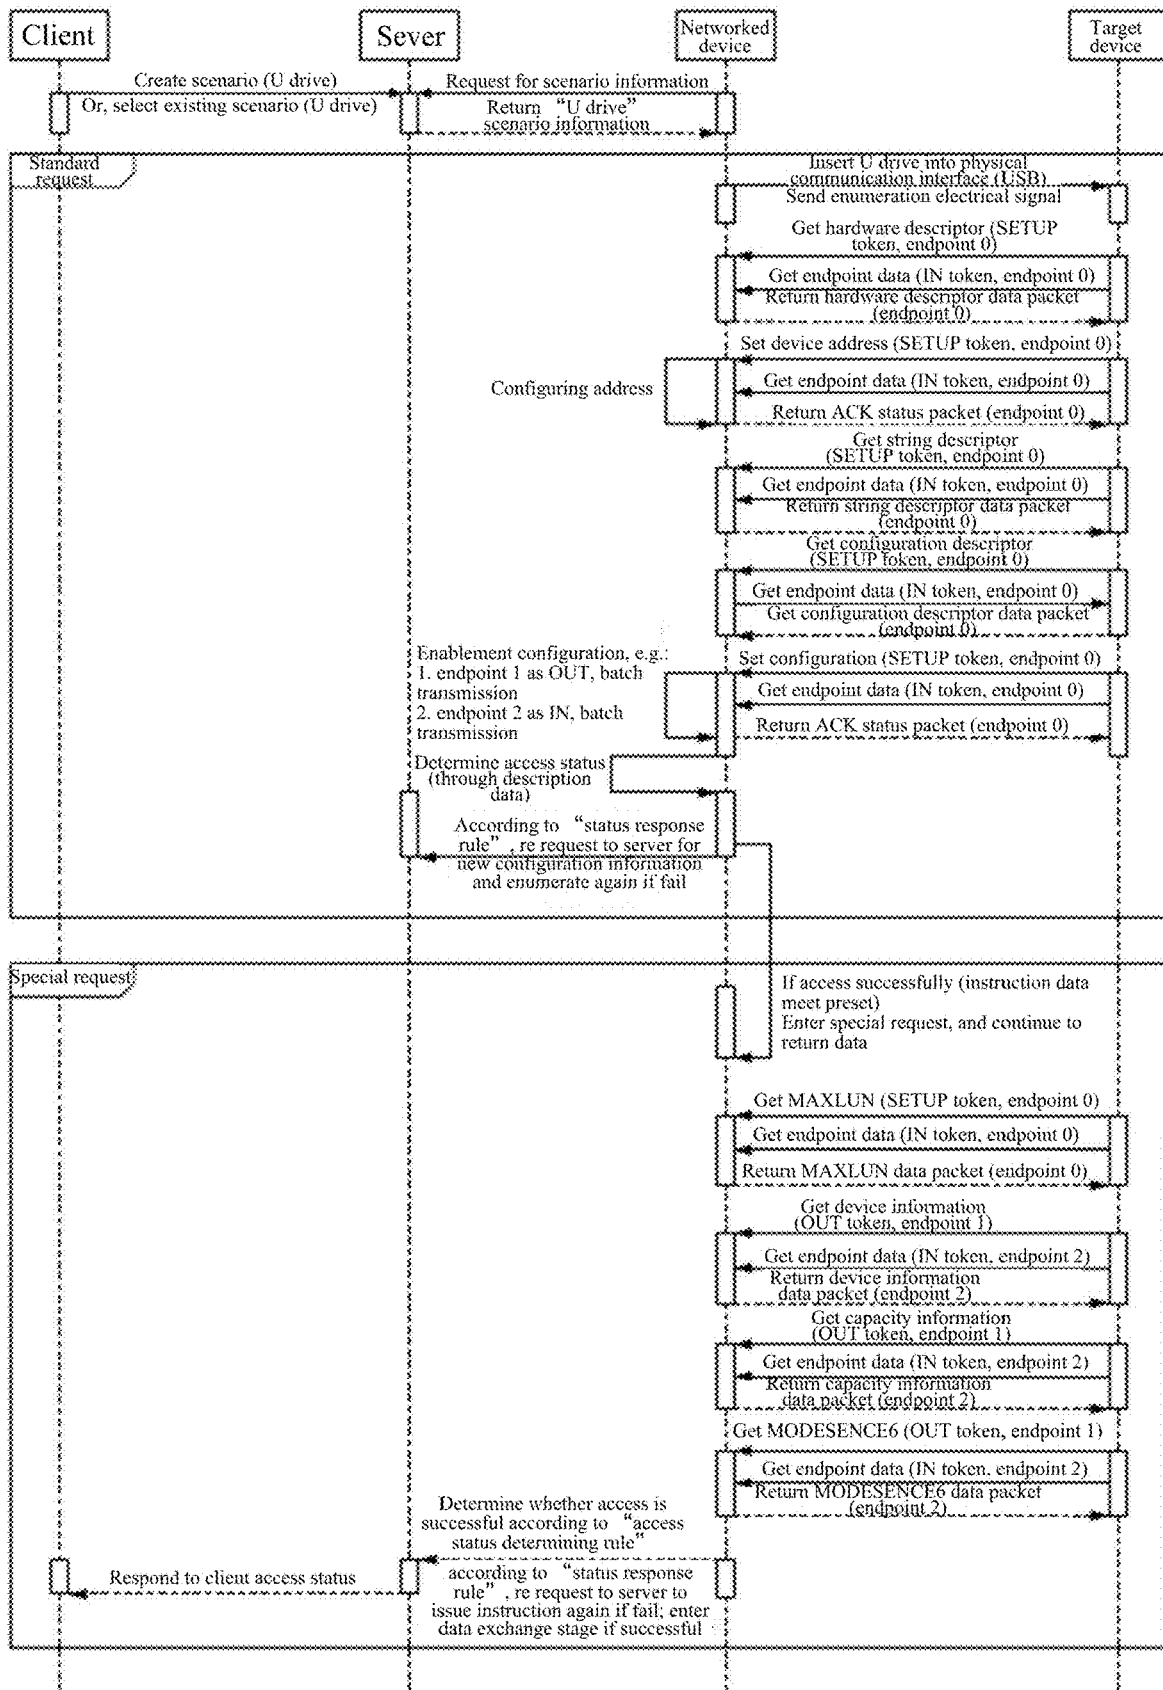 Client
Sever
Networked
device
Target
device
Create scenario (U drive)
Or, select existing scenario (U drive)
Request for scenario information
Return “U drive”
scenario information
Standard
request
Insert U drive into physical
communication interface (USB)
Send enumeration electrical signal
Get hardware descriptor (SETUP
token, endpoint 0)
Get endpoint data (IN token, endpoint 0)
Return hardware descriptor data packet
(endpoint 0)
Set device address (SETUP token, endpoint 0)
Configuring address
Get endpoint data (IN token, endpoint 0)
Return ACK status packet (endpoint 0)
Get string descriptor
(SETUP token, endpoint 0)
Get endpoint data (IN token, endpoint 0)
Return string descriptor data packet
(endpoint 0)
Get configuration descriptor
(SETUP token, endpoint 0)
Get endpoint data (IN token, endpoint 0)
Get configuration descriptor data packet
(endpoint 0)
Enablement configuration, e.g.:
1. endpoint 1 as OUT, batch
transmission
2. endpoint 2 as IN, batch
transmission
Set configuration (SETUP token, endpoint 0)
Get endpoint data (IN token, endpoint 0)
Return ACK status packet (endpoint 0)
Determine access status
(through description
data)
According to “status response
rule”, re request to server for
new configuration information
and enumerate again if fail
Special request
If access successfully (instruction data
meet preset)
Enter special request, and continue to
return data
Get MAXLUN (SETUP token, endpoint 0)
Get endpoint data (IN token, endpoint 0)
Return MAXLUN data packet (endpoint 0)
Get device information
(OUT token, endpoint 1)
Get endpoint data (IN token, endpoint 2)
Return device information
data packet (endpoint 2)
Get capacity information
(OUT token, endpoint 1)
Get endpoint data (IN token, endpoint 2)
Return capacity information
data packet (endpoint 2)
Get MODESENCE6 (OUT token, endpoint 1)
Get endpoint data (IN token, endpoint 2)
Return MODESENCE6 data packet
(endpoint 2)
Determine whether access is
successful according to “access
status determining rule”
Respond to client access status
according to “status response
rule”, re request to server to
issue instruction again if fail; enter
data exchange stage if successful